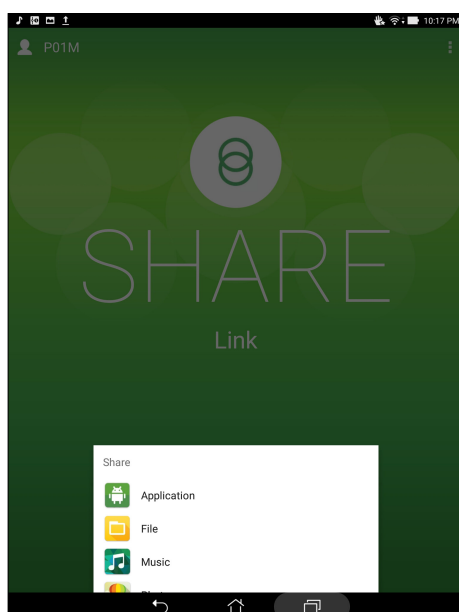 10:17 PM
P01M
SHARE
Link
Share
Application
File
Music